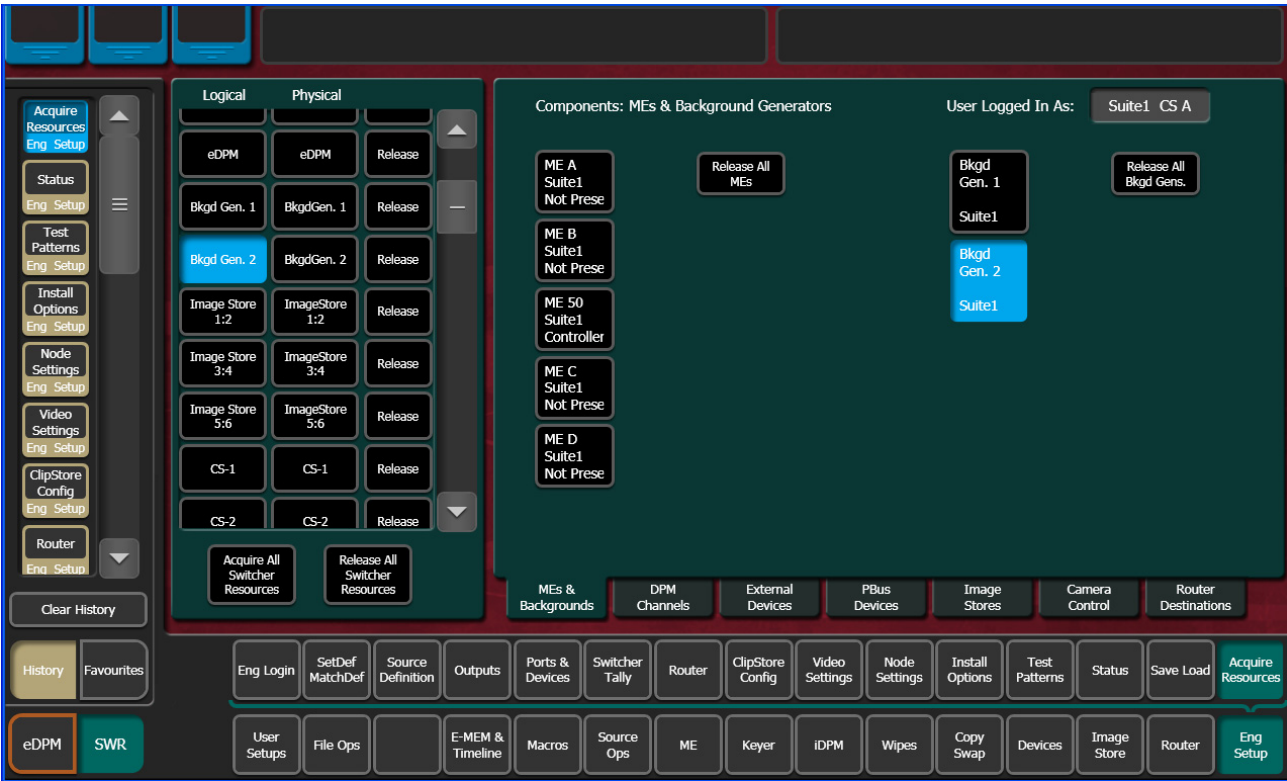 Acquire
Resources
Eng Setup
Status
Eng Setup
Test
Patterns
Eng Setup
Install
Options
Eng Setup
Node
Settings
Eng Setup
Video
Settings
Eng Setup
ClipStore
Config
Eng Setup
Router
Eng Setup
Clear History
History Favourites
eDPM SWR
Logical Physical
eDPM eDPM Release
Bkgd Gen. 1 BkgdGen. 1 Release
Bkgd Gen. 2 BkgdGen. 2 Release
Image Store
1:2
ImageStore
1:2
Release
Image Store
3:4
ImageStore
3:4
Release
Image Store
5:6
ImageStore
5:6
Release
CS-1 CS-1 Release
CS-2 CS-2 Release
Acquire All
Switcher
Resources
Release All
Switcher
Resources
Components: MEs & Background Generators
User Logged In As: Suite1 CS A
ME A
Suite1
Not Prese
ME B
Suite1
Not Prese
ME 50
Suite1
Controller
ME C
Suite1
Not Prese
ME D
Suite1
Not Prese
Release All
MEs
Bkgd
Gen. 1
Suite1
Bkgd
Gen. 2
Suite1
Release All
Bkgd Gens.
MEs &
Backgrounds
DPM
Channels
External
Devices
PBus
Devices
Image
Stores
Camera
Control
Router
Destinations
Eng Login
SetDef
MatchDef
Source
Definition
Outputs
Ports &
Devices
Switcher
Tally
Router
ClipStore
Config
Video
Settings
Node
Settings
Install
Options
Test
Patterns
Status
Save Load
Acquire
Resources
User
Setups
File Ops
E-MEM &
Timeline
Macros
Source
Ops
ME
Keyer
iDPM
Wipes
Copy
Swap
Devices
Image
Store
Router
Eng
Setup